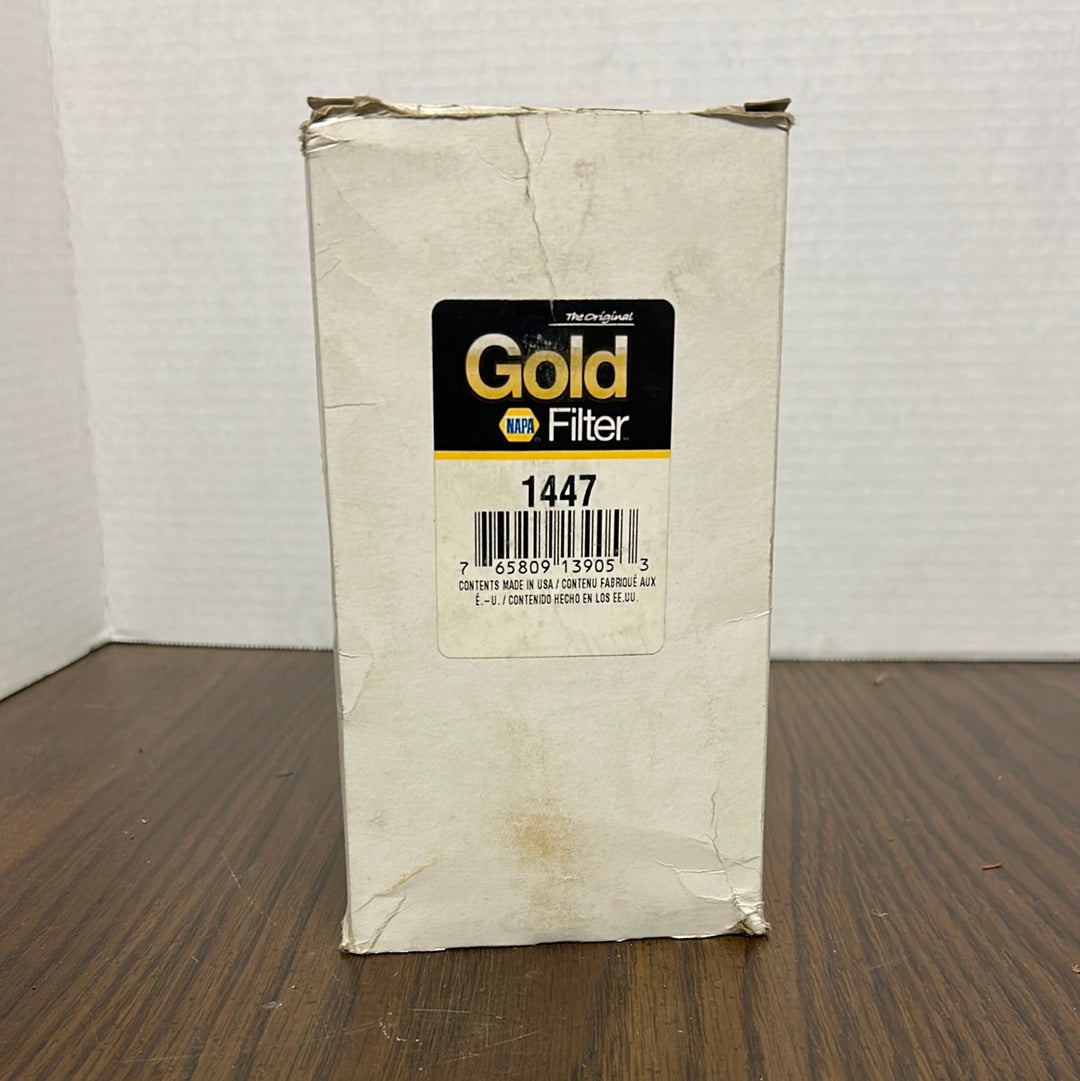 The Original
Gold
NAPA Filter
1447
7 65809 13905 3
CONTENTS MADE IN USA / CONTENU FABRIQUÉ AUX
É.-U. / CONTENIDO HECHO EN LOS EE.UU.